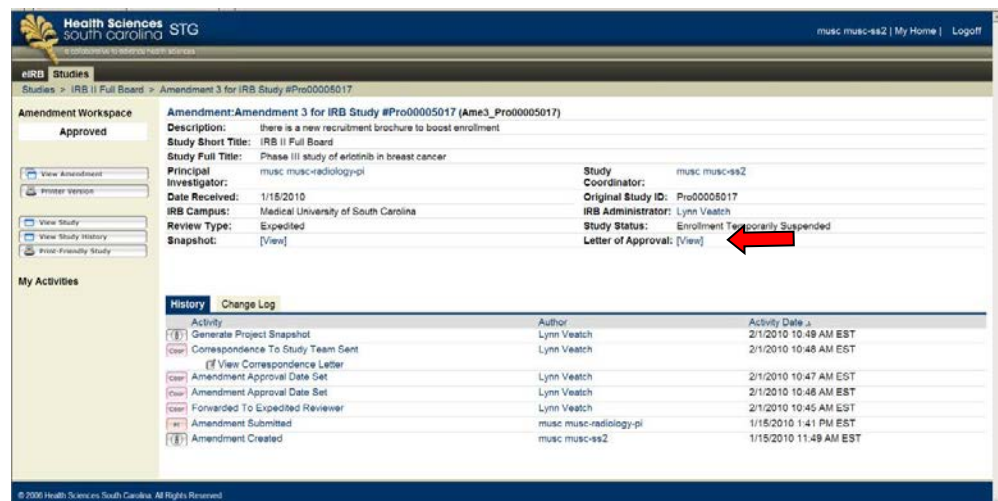 Health Sciences
south carolina STG
musc musc-ss2 | My Home | Logoff
eIRB Studies
Studies > IRB II Full Board > Amendment 3 for IRB Study #Pro00005017
Amendment Workspace
Approved
View Amendment
Printer Version
View Study
View Study History
Print-Friendly Study
My Activities
Amendment:Amendment 3 for IRB Study #Pro00005017 (Ame3_Pro00005017)
Description: there is a new recruitment brochure to boost enrollment
Study Short Title: IRB II Full Board
Study Full Title: Phase III study of erlotinib in breast cancer
Principal Investigator: musc musc-radiology-pi Study Coordinator: musc musc-ss2
Date Received: 1/15/2010 Original Study ID: Pro00005017
IRB Campus: Medical University of South Carolina IRB Administrator: Lynn Veatch
Review Type: Expedited Study Status: Enrollment Temporarily Suspended
Snapshot: [View] Letter of Approval: [View]
History Change Log
Activity Author Activity Date
Generate Project Snapshot Lynn Veatch 2/1/2010 10:49 AM EST
Correspondence To Study Team Sent Lynn Veatch 2/1/2010 10:48 AM EST
View Correspondence Letter
Amendment Approval Date Set Lynn Veatch 2/1/2010 10:47 AM EST
Amendment Approval Date Set Lynn Veatch 2/1/2010 10:46 AM EST
Forwarded To Expedited Reviewer Lynn Veatch 2/1/2010 10:45 AM EST
Amendment Submitted musc musc-radiology-pi 1/15/2010 1:41 PM EST
Amendment Created musc musc-ss2 1/15/2010 11:49 AM EST
© 2006 Health Sciences South Carolina. All Rights Reserved